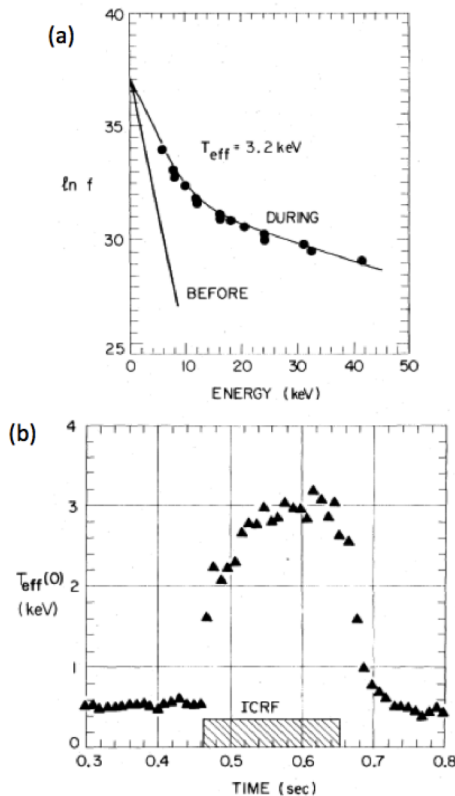 (a)
40
35
ln f
30
25
T_eff = 3.2 keV
DURING
BEFORE
0 10 20 30 40 50
ENERGY (keV)
(b)
4
3
T_eff(0)
(keV)
2
1
0
ICRF
0.3 0.4 0.5 0.6 0.7 0.8
TIME (sec)